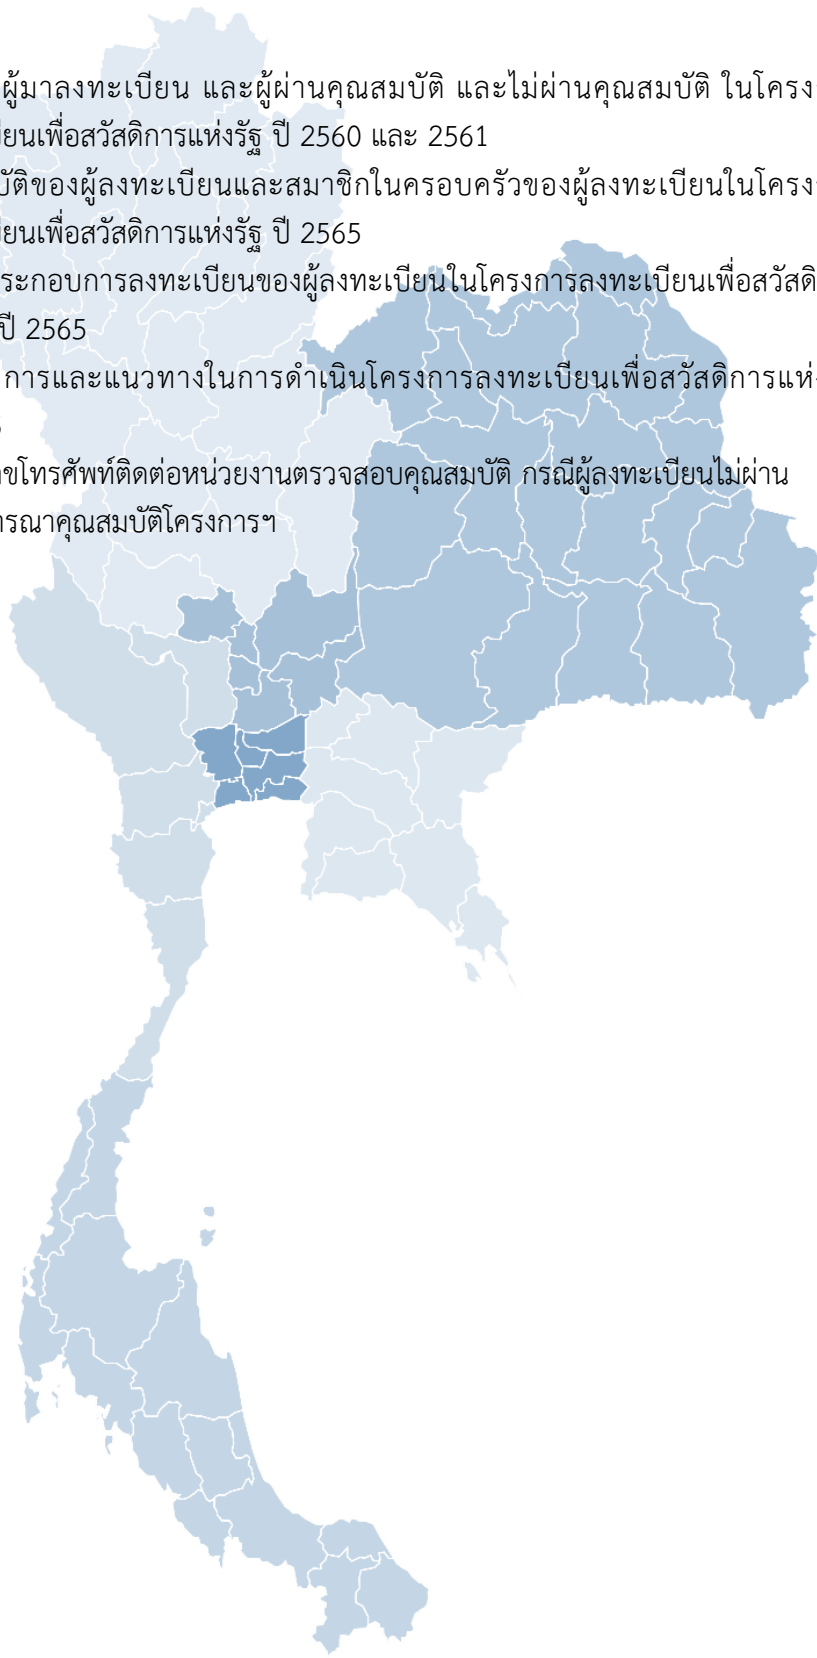 ผู้มาลงทะเบียน และผู้ผ่านคุณสมบัติ และไม่ผ่านคุณสมบัติ ในโครง
ยนเพื่อสวัสดิการแห่งรัฐ ปี 2560 และ 2561
บัติของผู้ลงทะเบียนและสมาชิกในครอบครัวของผู้ลงทะเบียนในโครง
ยนเพื่อสวัสดิการแห่งรัฐ ปี 2565
ระกอบการลงทะเบียนของผู้ลงทะเบียนในโครงการลงทะเบียนเพื่อสวัสดิ
ปี 2565
การและแนวทางในการดำเนินโครงการลงทะเบียนเพื่อสวัสดิการแห่
ขโทรศัพท์ติดต่อหน่วยงานตรวจสอบคุณสมบัติ กรณีผู้ลงทะเบียนไม่ผ่าน
ารณาคุณสมบัติโครงการฯ